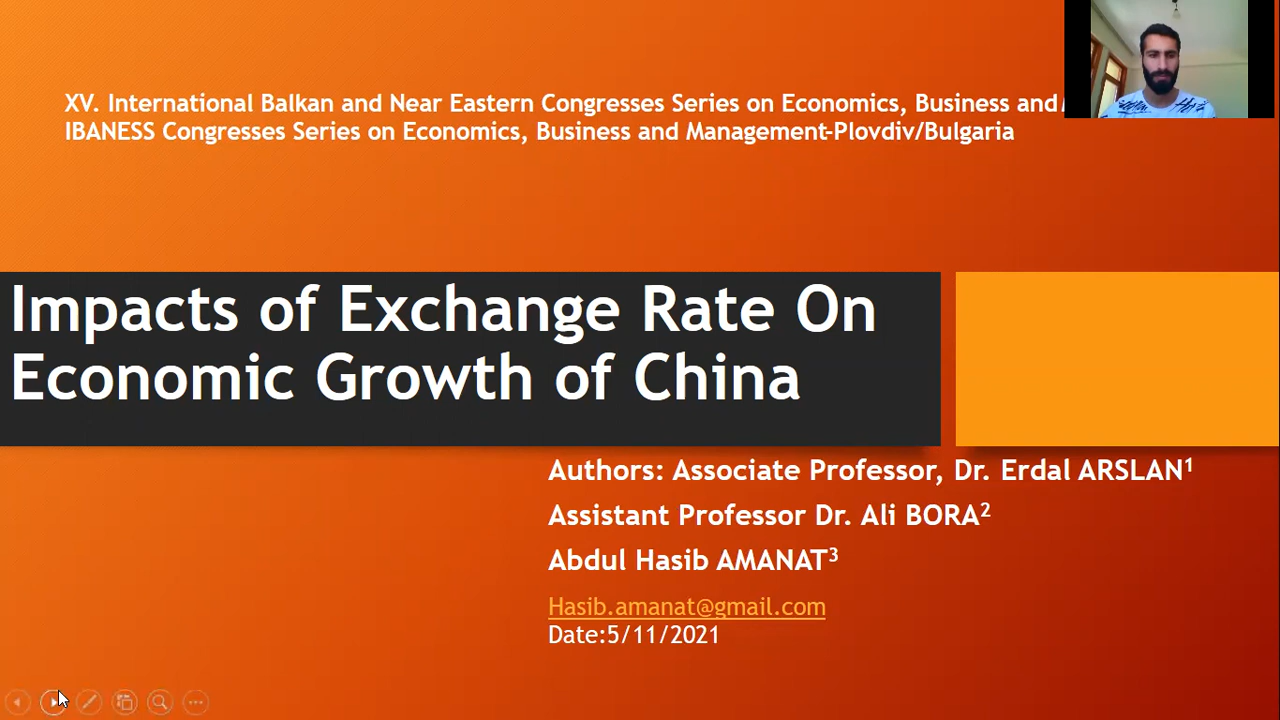 XV. International Balkan and Near Eastern Congresses Series on Economics, Business and
IBANESS Congresses Series on Economics, Business and Management-Plovdiv/Bulgaria
Impacts of Exchange Rate On
Economic Growth of China
Authors: Associate Professor, Dr. Erdal ARSLAN¹
Assistant Professor Dr. Ali BORA²
Abdul Hasib AMANAT³
Hasib.amanat@gmail.com
Date:5/11/2021